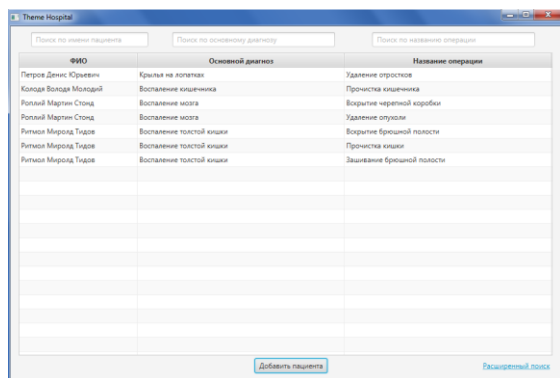 Theme Hospital
Поиск по имени пациента Поиск по основному диагнозу Поиск по названию операции
ФИО Основной диагноз Название операции
Петров Денис Юрьевич Крылья на лопатках Удаление отростков
Колодя Володя Молодий Воспаление кишечника Прочистка кишечника
Роплий Мартин Стонд Воспаление мозга Вскрытие черепной коробки
Роплий Мартин Стонд Воспаление мозга Удаление опухоли
Ритмол Миролд Тидов Воспаление толстой кишки Вскрытие брюшной полости
Ритмол Миролд Тидов Воспаление толстой кишки Прочистка кишки
Ритмол Миролд Тидов Воспаление толстой кишки Зашивание брюшной полости
Добавить пациента Расширенный поиск